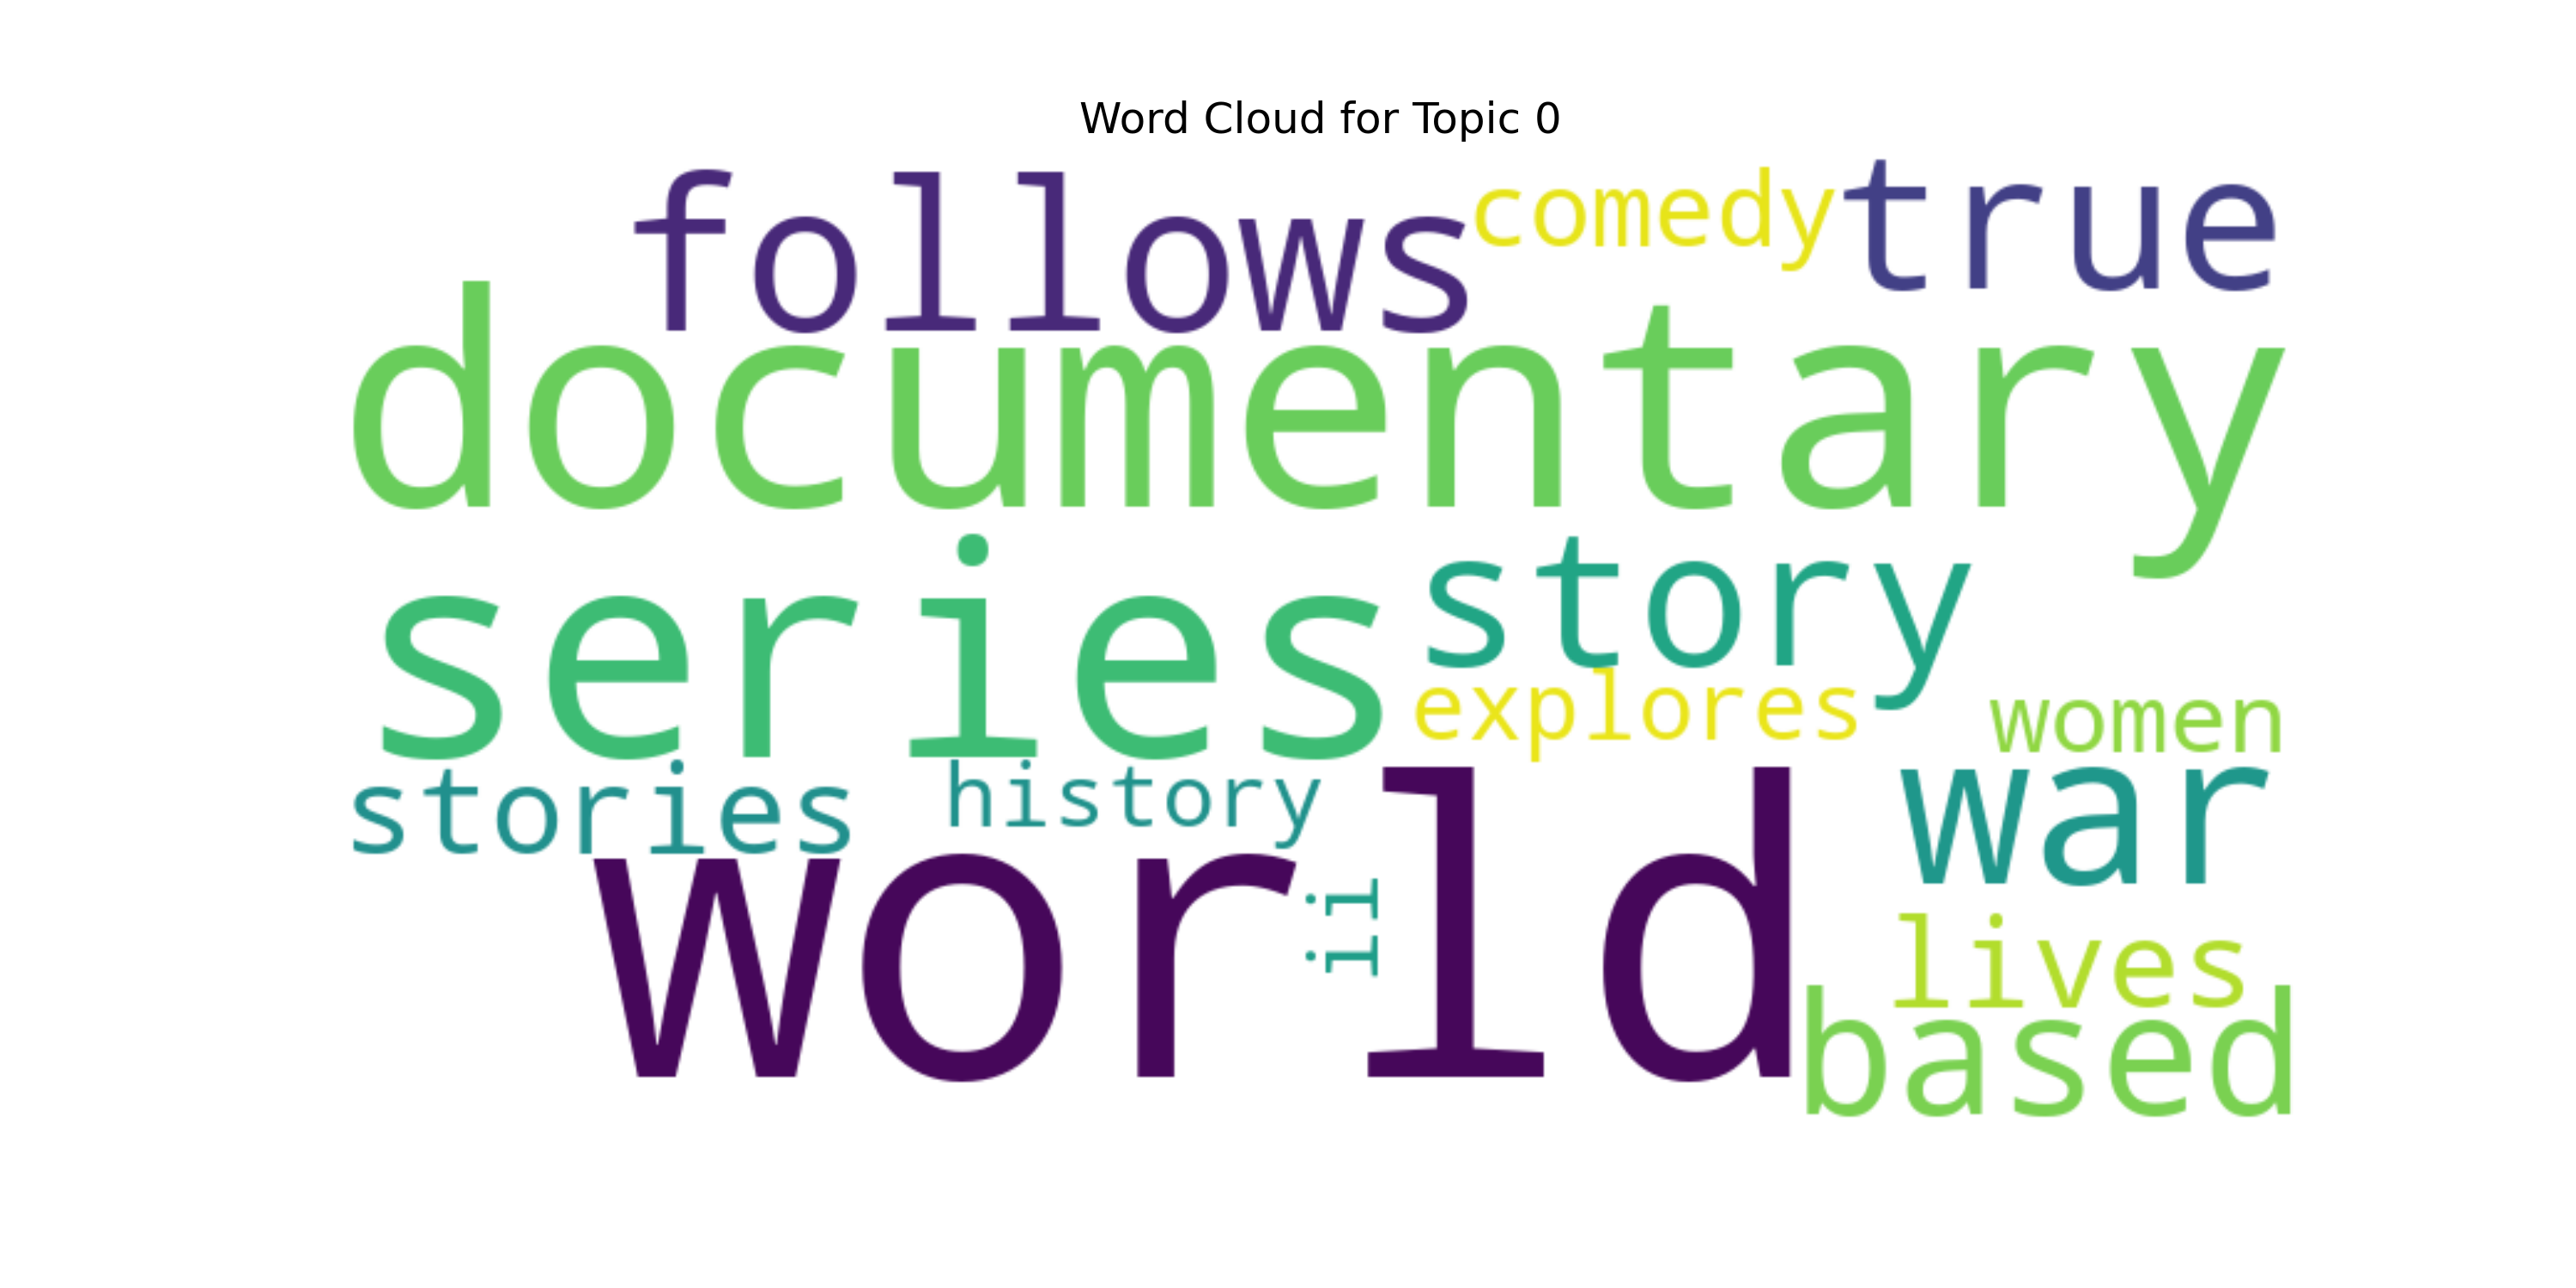 Word Cloud for Topic 0
follows comedy true
documentary
series story
explores women
stories history war
world ii
lives
based